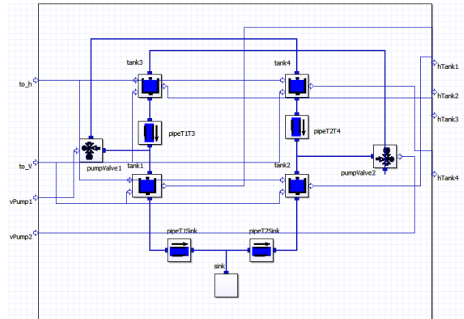 tank3
tank4
hTank1
to_h
hTank2
hTank3
pipeT1T3
pipeT2T4
pumpValve1
tank1
tank2
pumpValve2
to_V
hTank4
vPump1
vPump2
pipeT1Sink
pipeT2Sink
sink